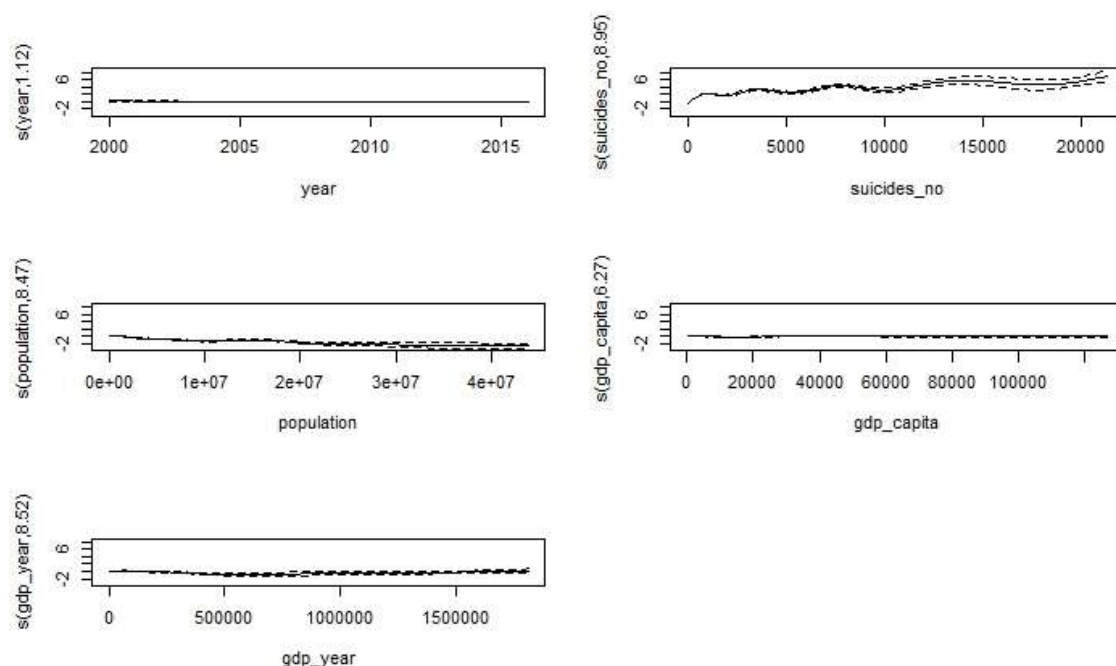 s(year,1.12)
6
-2
2000 2005 2010 2015
year
s(suicides_no,8.95)
6
-2
0 5000 10000 15000 20000
suicides_no
s(population,8.47)
6
-2
0e+00 1e+07 2e+07 3e+07 4e+07
population
s(gdp_capita,6.27)
6
-2
0 20000 40000 60000 80000 100000
gdp_capita
s(gdp_year,8.52)
6
-2
0 500000 1000000 1500000
gdp_year